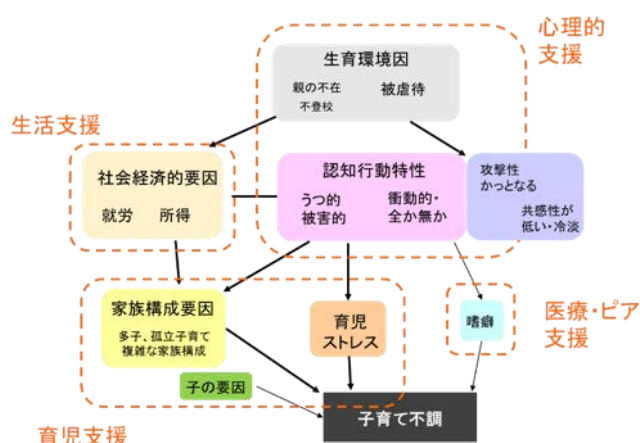 心理的
支援
生育環境因
親の不在
被虐待
不登校
生活支援
社会経済的要因
就労 所得
認知行動特性
うつ的
被害的
衝動的・
全か無か
攻撃性
かっとなる
共感性が
低い・冷淡
家族構成要因
多子、孤立子育て
複雑な家族構成
育児
ストレス
嗜癖
医療・ピア
支援
子の要因
子育て不調
育児支援